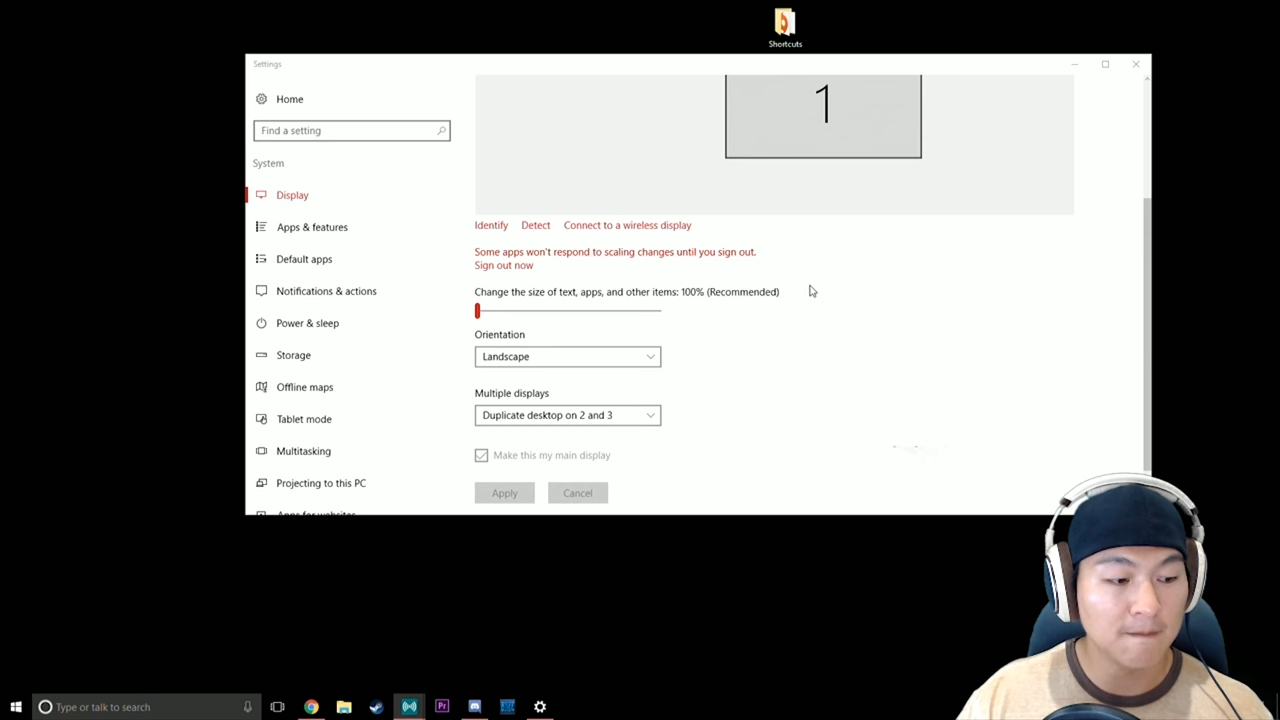 Shortcuts
Settings
Home
Find a setting
System
Display
Apps & features
Default apps
Notifications & actions
Power & sleep
Storage
Offline maps
Tablet mode
Multitasking
Projecting to this PC
Apps for websites
1
Identify Detect Connect to a wireless display
Some apps won't respond to scaling changes until you sign out.
Sign out now
Change the size of text, apps, and other items: 100% (Recommended)
Orientation
Landscape
Multiple displays
Duplicate desktop on 2 and 3
Make this my main display
Apply Cancel
Type or talk to search
Pr